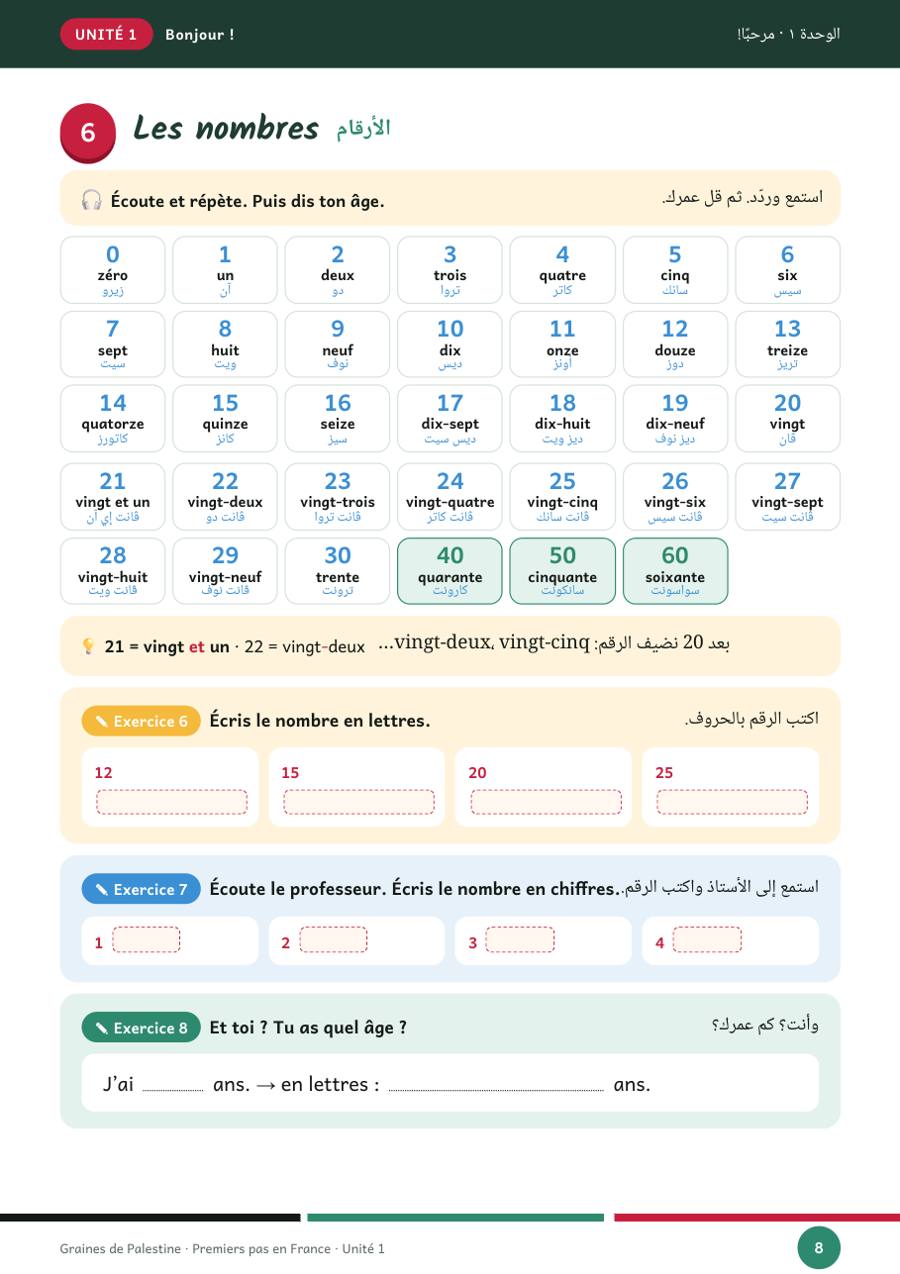 UNITÉ 1 Bonjour ! الوحدة ١ · مرحبًا!
6 Les nombres الأرقام
Écoute et répète. Puis dis ton âge. استمع وردّد. ثم قل عمرك.
0 1 2 3 4 5 6
zéro un deux trois quatre cinq six
زيرو آن دو تروا كاتر سانك سيس
7 8 9 10 11 12 13
sept huit neuf dix onze douze treize
سيت ويت نوف ديس أونز دوز تريز
14 15 16 17 18 19 20
quatorze quinze seize dix-sept dix-huit dix-neuf vingt
كاتورز كانز سيز ديس سيت ديز ويت ديز نوف ڤان
21 22 23 24 25 26 27
vingt et un vingt-deux vingt-trois vingt-quatre vingt-cinq vingt-six vingt-sept
ڤانت إي آن ڤانت دو ڤانت تروا ڤانت كاتر ڤانت سانك ڤانت سيس ڤانت سيت
28 29 30 40 50 60
vingt-huit vingt-neuf trente quarante cinquante soixante
ڤانت ويت ڤانت نوف ترونت كارونت سانكونت سواسونت
21 = vingt et un · 22 = vingt-deux بعد 20 نضيف الرقم: vingt-deux، vingt-cinq…
Exercice 6 Écris le nombre en lettres. اكتب الرقم بالحروف.
12 15 20 25
Exercice 7 Écoute le professeur. Écris le nombre en chiffres. استمع إلى الأستاذ واكتب الرقم.
1 2 3 4
Exercice 8 Et toi ? Tu as quel âge ? وأنت؟ كم عمرك؟
J’ai ans. → en lettres : ans.
Graines de Palestine · Premiers pas en France · Unité 1 8